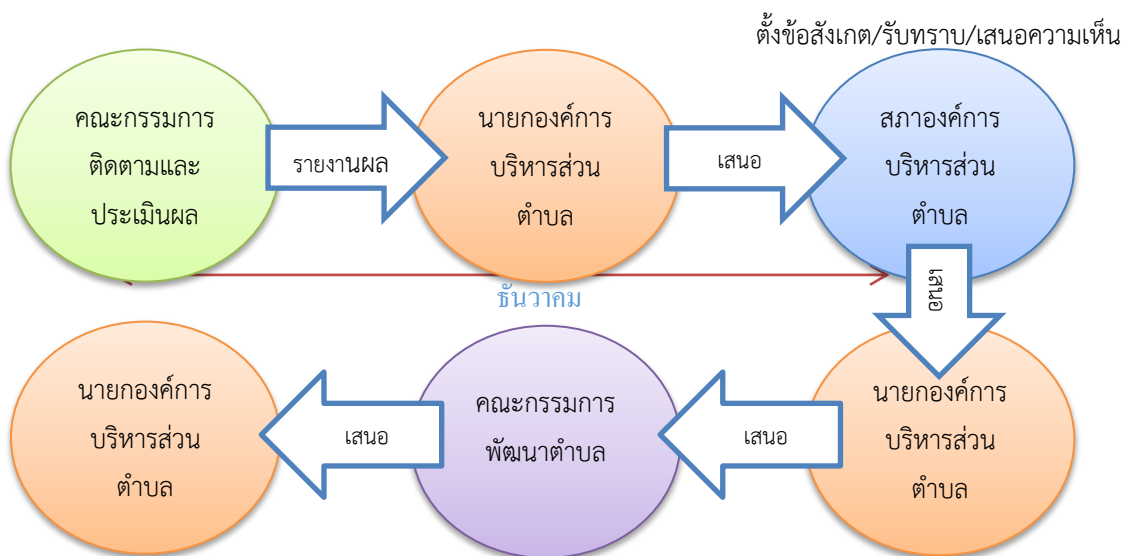 ตั้งข้อสังเกต/รับทราบ/เสนอความเห็น
คณะกรรมการ
ติดตามและ
ประเมินผล
รายงานผล
นายกองค์การ
บริหารส่วน
ตำบล
เสนอ
สภาองค์การ
บริหารส่วน
ตำบล
ธันวาคม
เสนอ
นายกองค์การ
บริหารส่วน
ตำบล
เสนอ
คณะกรรมการ
พัฒนาตำบล
เสนอ
นายกองค์การ
บริหารส่วน
ตำบล